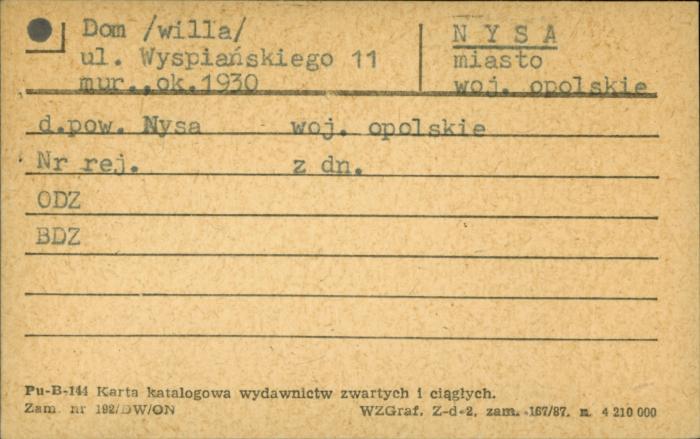 Dom /willa/
ul. Wyspiańskiego 11
mur., ok.1930
N Y S A
miasto
woj. opolskie
d.pow. Nysa woj. opolskie
Nr rej. z dn.
ODZ
BDZ
Pu-B-144 Karta katalogowa wydawnictw zwartych i ciągłych.
Zam. nr 192/DW/ON WZGraf. Z-d 2, zam. 167/87. n. 4 210 000